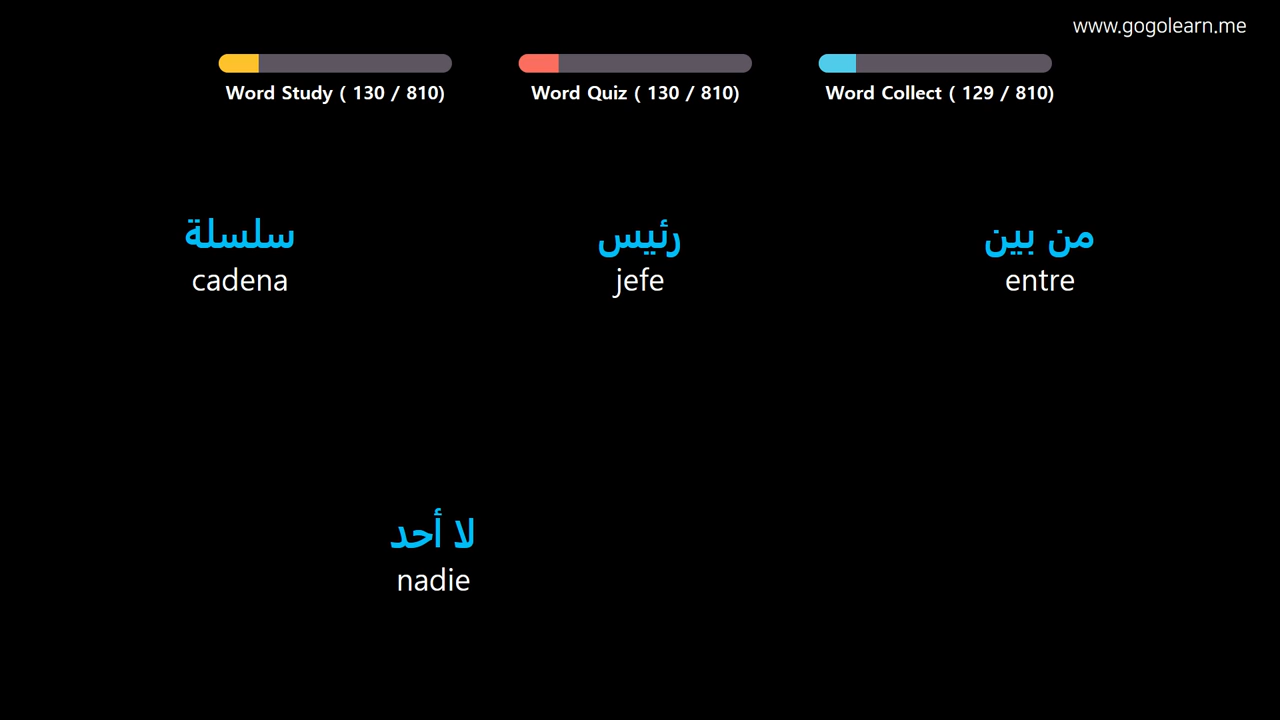 www.gogolearn.me
Word Study ( 130 / 810)
Word Quiz ( 130 / 810)
Word Collect ( 129 / 810)
سلسلة
cadena
رئيس
jefe
من بين
entre
لا أحد
nadie